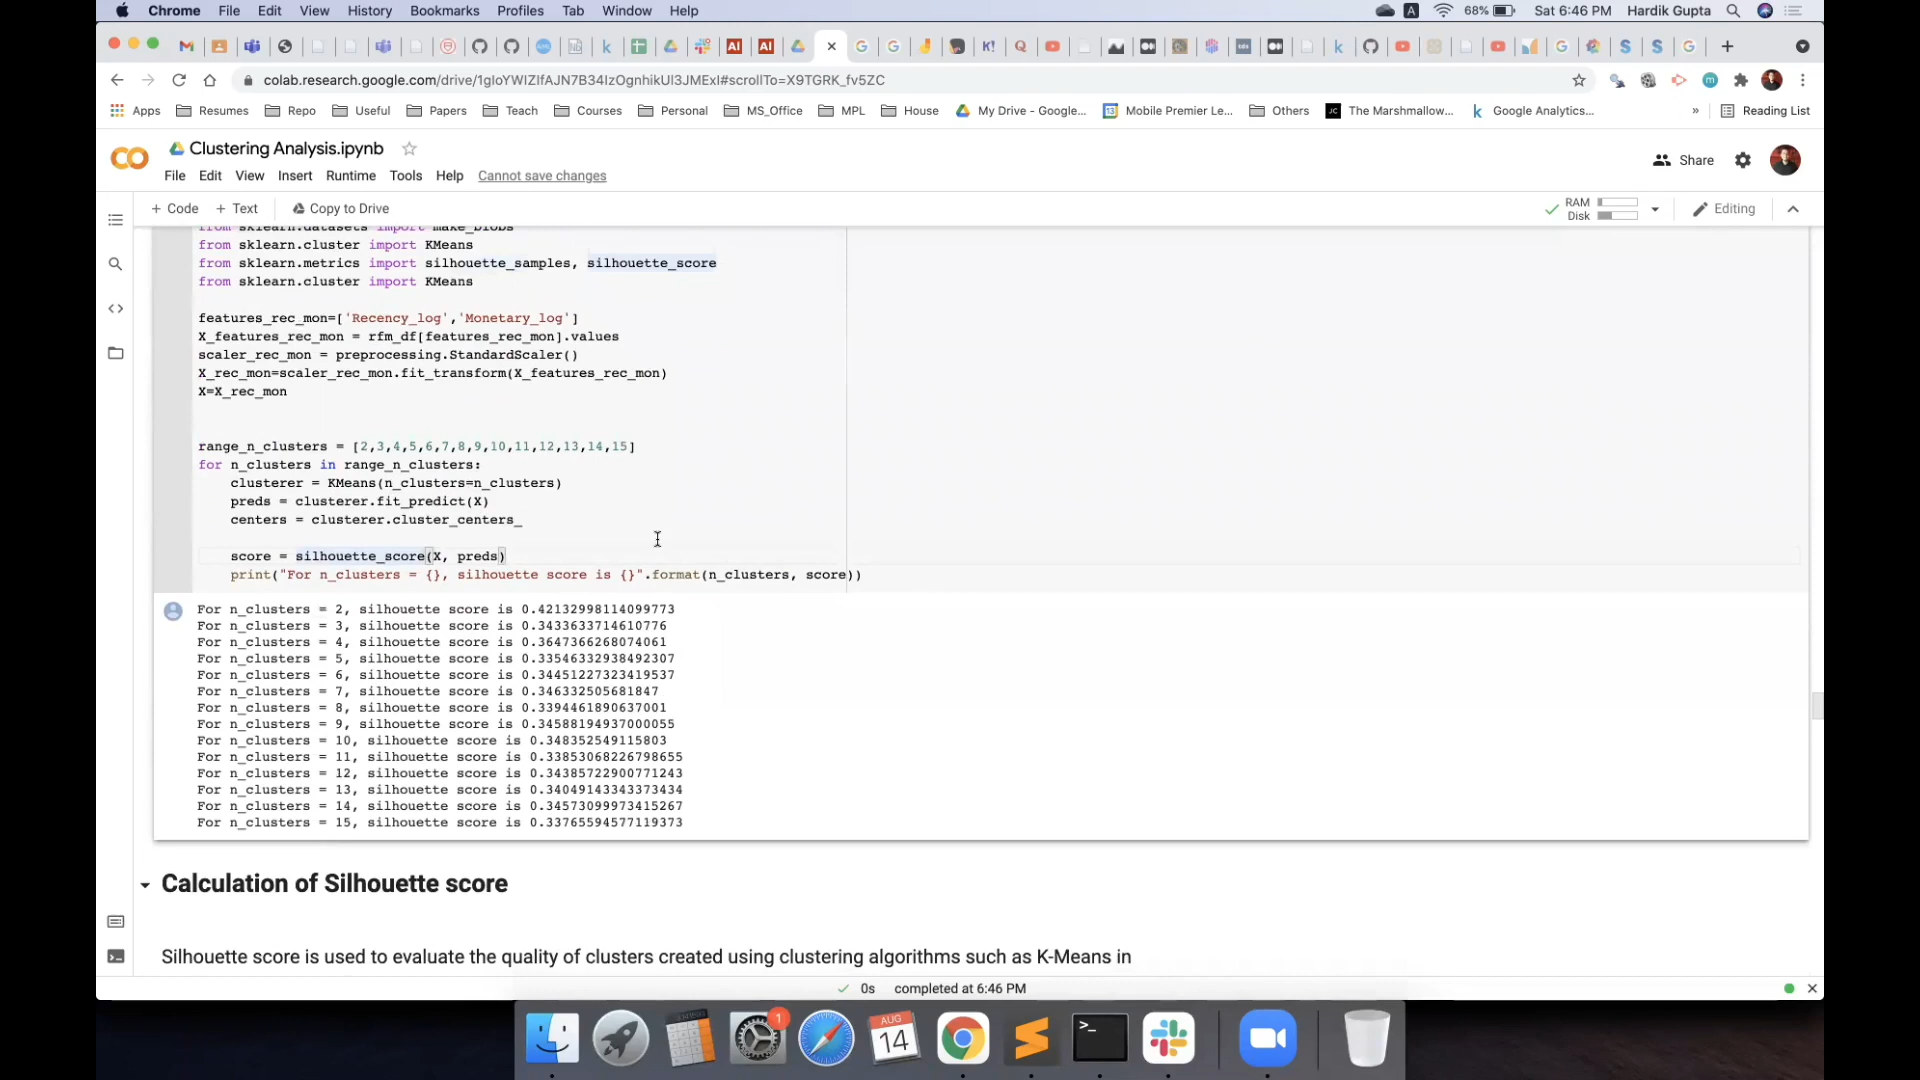 Chrome File Edit View History Bookmarks Profiles Tab Window Help A 68% Sat 6:46 PM Hardik Gupta
colab.research.google.com/drive/1gIoYWIZlfAJN7B34IzOgnhikUl3JMExI#scrollTo=X9TGRK_fv5ZC
Apps Resumes Repo Useful Papers Teach Courses Personal MS_Office MPL House My Drive - Google... Mobile Premier Le... Others The Marshmallow... Google Analytics... » Reading List
Clustering Analysis.ipynb
Share
File Edit View Insert Runtime Tools Help Cannot save changes
+ Code + Text Copy to Drive RAM Disk Editing
from sklearn.datasets import make_blobs
from sklearn.cluster import KMeans
from sklearn.metrics import silhouette_samples, silhouette_score
from sklearn.cluster import KMeans
features_rec_mon=['Recency_log','Monetary_log']
X_features_rec_mon = rfm_df[features_rec_mon].values
scaler_rec_mon = preprocessing.StandardScaler()
X_rec_mon=scaler_rec_mon.fit_transform(X_features_rec_mon)
X=X_rec_mon
range_n_clusters = [2,3,4,5,6,7,8,9,10,11,12,13,14,15]
for n_clusters in range_n_clusters:
clusterer = KMeans(n_clusters=n_clusters)
preds = clusterer.fit_predict(X)
centers = clusterer.cluster_centers_
score = silhouette_score(X, preds)
print("For n_clusters = {}, silhouette score is {}".format(n_clusters, score))
For n_clusters = 2, silhouette score is 0.42132998114099773
For n_clusters = 3, silhouette score is 0.3433633714610776
For n_clusters = 4, silhouette score is 0.3647366268074061
For n_clusters = 5, silhouette score is 0.33546332938492307
For n_clusters = 6, silhouette score is 0.34451227323419537
For n_clusters = 7, silhouette score is 0.346332505681847
For n_clusters = 8, silhouette score is 0.3394461890637001
For n_clusters = 9, silhouette score is 0.34588194937000055
For n_clusters = 10, silhouette score is 0.348352549115803
For n_clusters = 11, silhouette score is 0.33853068226798655
For n_clusters = 12, silhouette score is 0.34385722900771243
For n_clusters = 13, silhouette score is 0.34049143343373434
For n_clusters = 14, silhouette score is 0.34573099973415267
For n_clusters = 15, silhouette score is 0.33765594577119373
Calculation of Silhouette score
Silhouette score is used to evaluate the quality of clusters created using clustering algorithms such as K-Means in
0s completed at 6:46 PM
1
AUG
14